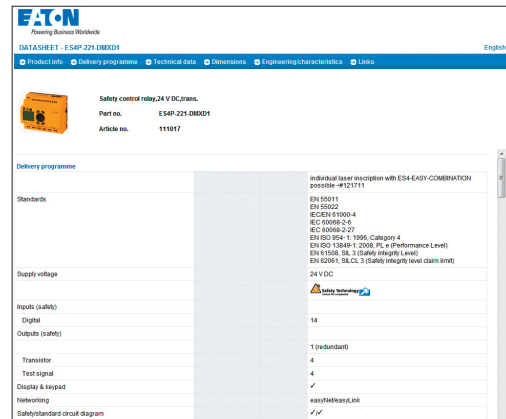 EATON
Powering Business Worldwide
DATASHEET - ES4P-221-DMXD1
English
Product info Delivery programme Technical data Dimensions Engineering/characteristics Links
Safety control relay,24 V DC,trans.
Part no. ES4P-221-DMXD1
Article no. 111017
Delivery programme
individual laser inscription with ES4-EASY-COMBINATION
possible →#121711
Standards
EN 55011
EN 55022
IEC/EN 61000-4
IEC 60068-2-6
IEC 60068-2-27
EN ISO 954-1: 1996, Category 4
EN ISO 13849-1: 2008, PL e (Performance Level)
EN 61508, SIL 3 (Safety Integrity Level)
EN 62061, SILCL 3 (Safety integrity level claim limit)
Supply voltage 24 V DC
Safety Technology
Inputs (safety)
Digital 14
Outputs (safety)
1 (redundant)
Transistor 4
Test signal 4
Display & keypad ✓
Networking easyNet/easyLink
Safety/standard circuit diagram ✓/✓